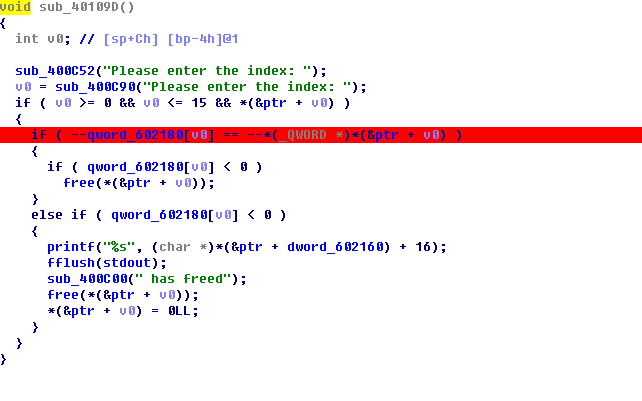 void sub_40109D()
{
  int v0; // [sp+Ch] [bp-4h]@1

  sub_400C52("Please enter the index: ");
  v0 = sub_400C90("Please enter the index: ");
  if ( v0 >= 0 && v0 <= 15 && *(&ptr + v0) )
  {
    if ( --qword_602180[v0] == --*(_QWORD *)*(&ptr + v0) )
    {
      if ( qword_602180[v0] < 0 )
        free(*(&ptr + v0));
    }
    else if ( qword_602180[v0] < 0 )
    {
      printf("%s", (char *)*(&ptr + dword_602160) + 16);
      fflush(stdout);
      sub_400C00(" has freed");
      free(*(&ptr + v0));
      *(&ptr + v0) = 0LL;
    }
  }
}